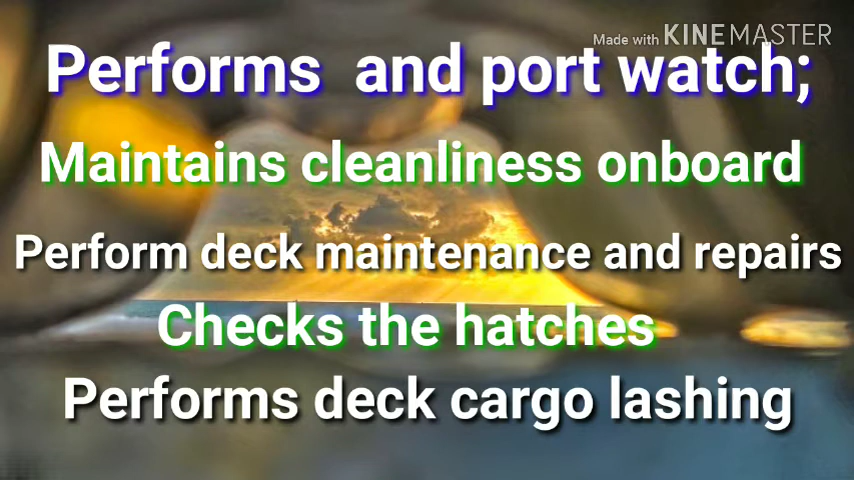 Made with KINEMASTER
Performs and port watch;
Maintains cleanliness onboard
Perform deck maintenance and repairs
Checks the hatches
Performs deck cargo lashing